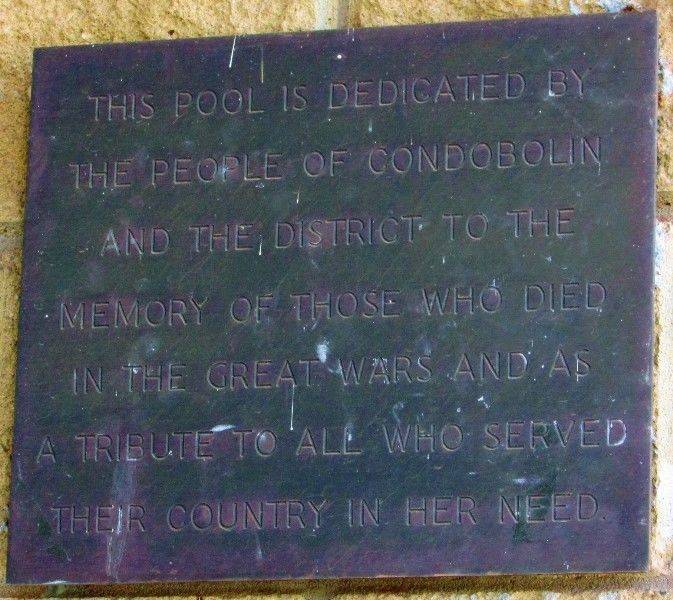 THIS POOL IS DEDICATED BY
THE PEOPLE OF CONDOBOLIN
AND THE DISTRICT TO THE
MEMORY OF THOSE WHO DIED
IN THE GREAT WARS AND AS
A TRIBUTE TO ALL WHO SERVED
THEIR COUNTRY IN HER NEED.